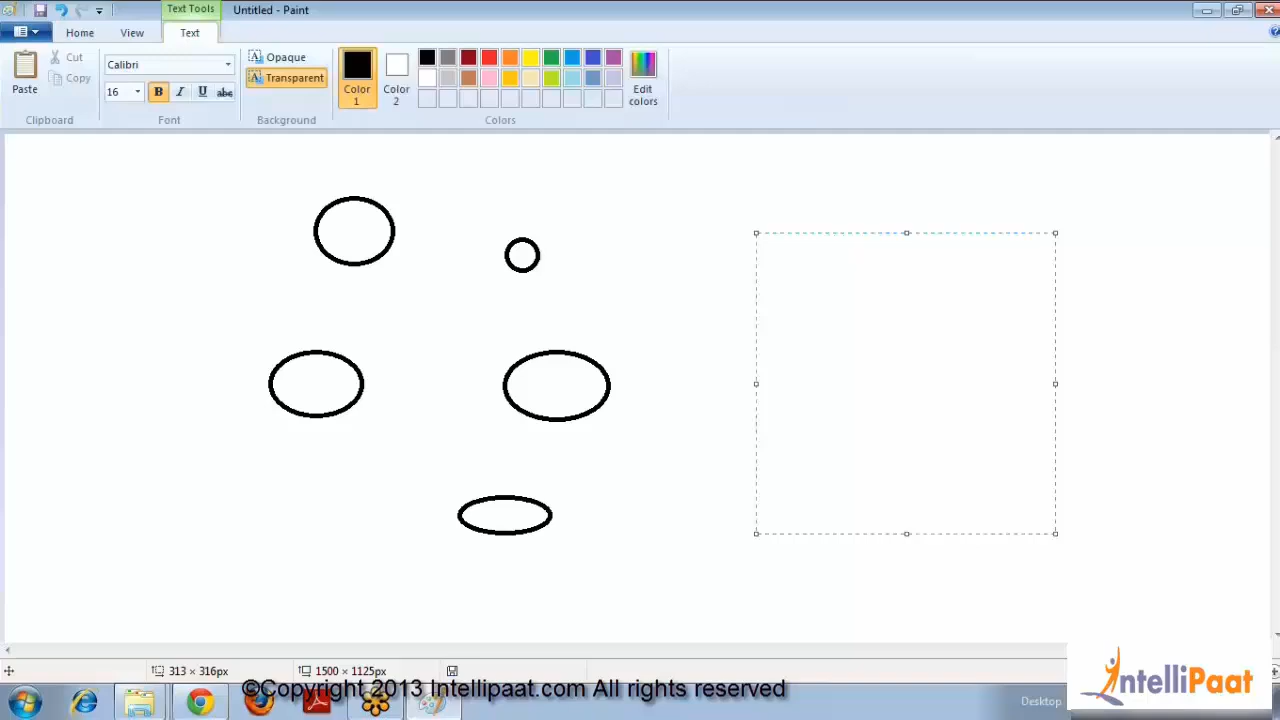 Text Tools
Untitled - Paint
Home
View
Text
Paste
Cut
Copy
Clipboard
Calibri
16
B
I
U
abc
Font
Opaque
Transparent
Background
Color
1
Color
2
Edit
colors
Colors
313 × 316px
1500 × 1125px
©Copyright 2013 Intellipaat.com All rights reserved
Desktop
IntelliPaat